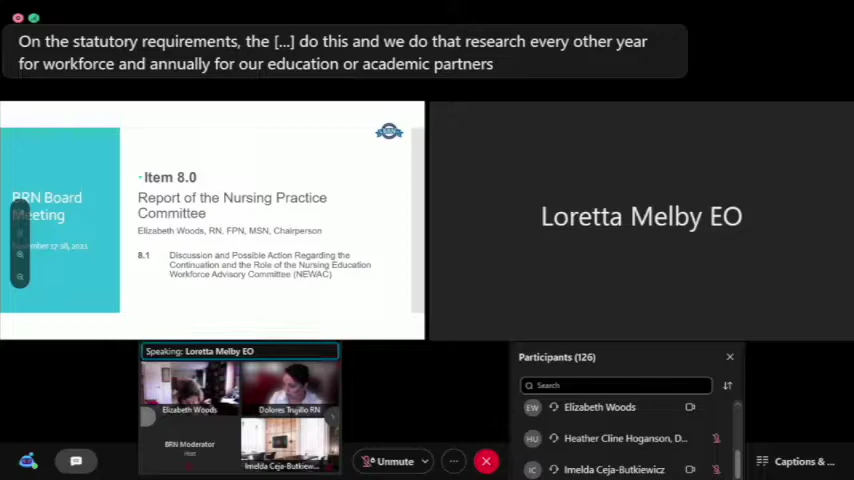 On the statutory requirements, the [...] do this and we do that research every other year
for workforce and annually for our education or academic partners
BRN Board
Meeting
Item 8.0
Report of the Nursing Practice
Committee
Elizabeth Woods, RN, FPN, MSN, Chairperson
8.1 Discussion and Possible Action Regarding the
Continuation and the Role of the Nursing Education
Workforce Advisory Committee (NEWAC)
Loretta Melby EO
Speaking: Loretta Melby EO
Elizabeth Woods
Dolores Trujillo RN
BRN Moderator
Host
Imelda Ceja-Butkiew...
Participants (126)
Search
EW Elizabeth Woods
HU Heather Cline Hoganson, D...
IC Imelda Ceja-Butkiewicz
Unmute
Captions & ...